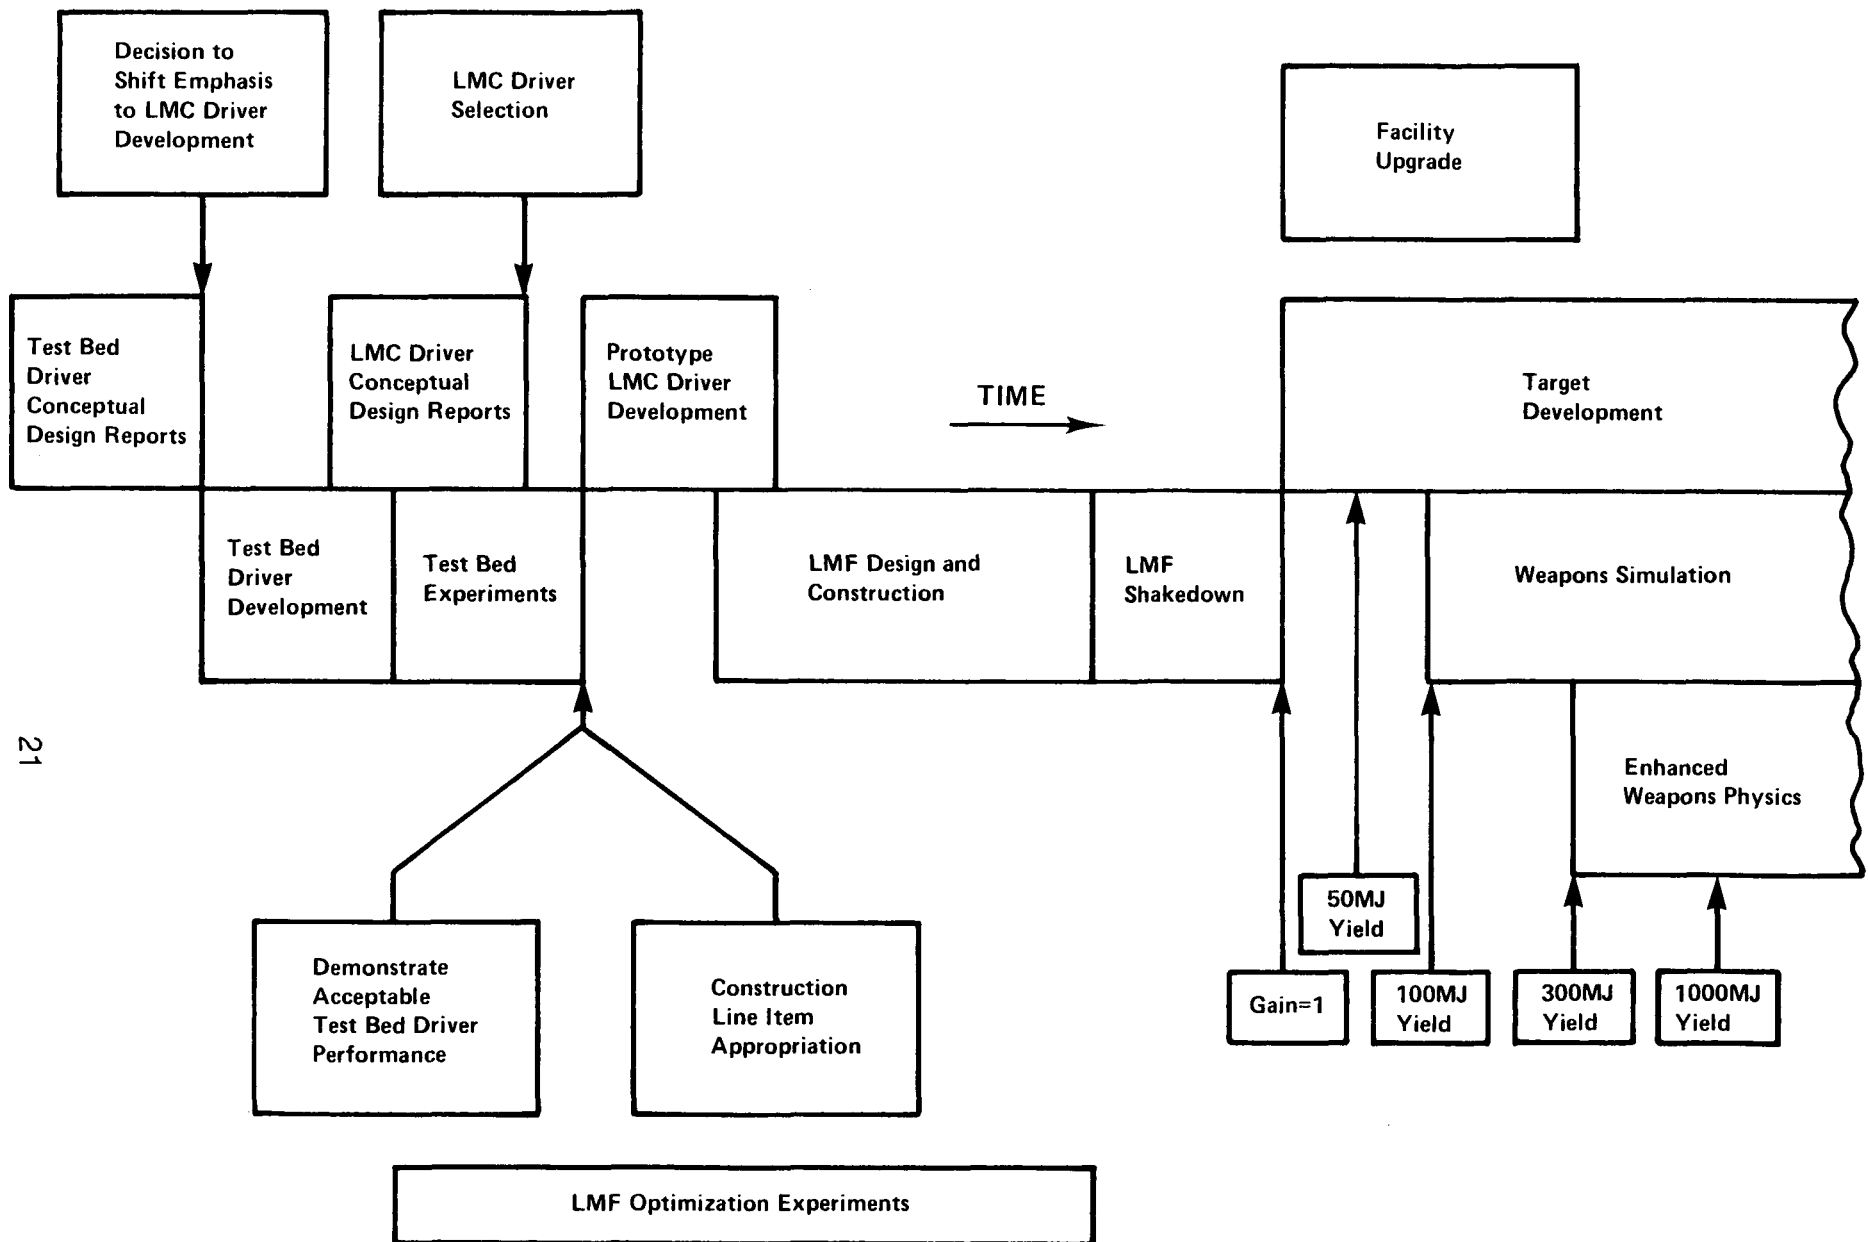 Decision to
Shift Emphasis
to LMC Driver
Development
LMC Driver
Selection
Facility
Upgrade
Test Bed
Driver
Conceptual
Design Reports
LMC Driver
Conceptual
Design Reports
Prototype
LMC Driver
Development
TIME
Target
Development
Test Bed
Driver
Development
Test Bed
Experiments
LMF Design and
Construction
LMF
Shakedown
Weapons Simulation
Enhanced
Weapons Physics
21
50MJ
Yield
Demonstrate
Acceptable
Test Bed Driver
Performance
Construction
Line Item
Appropriation
Gain=1
100MJ
Yield
300MJ
Yield
1000MJ
Yield
LMF Optimization Experiments